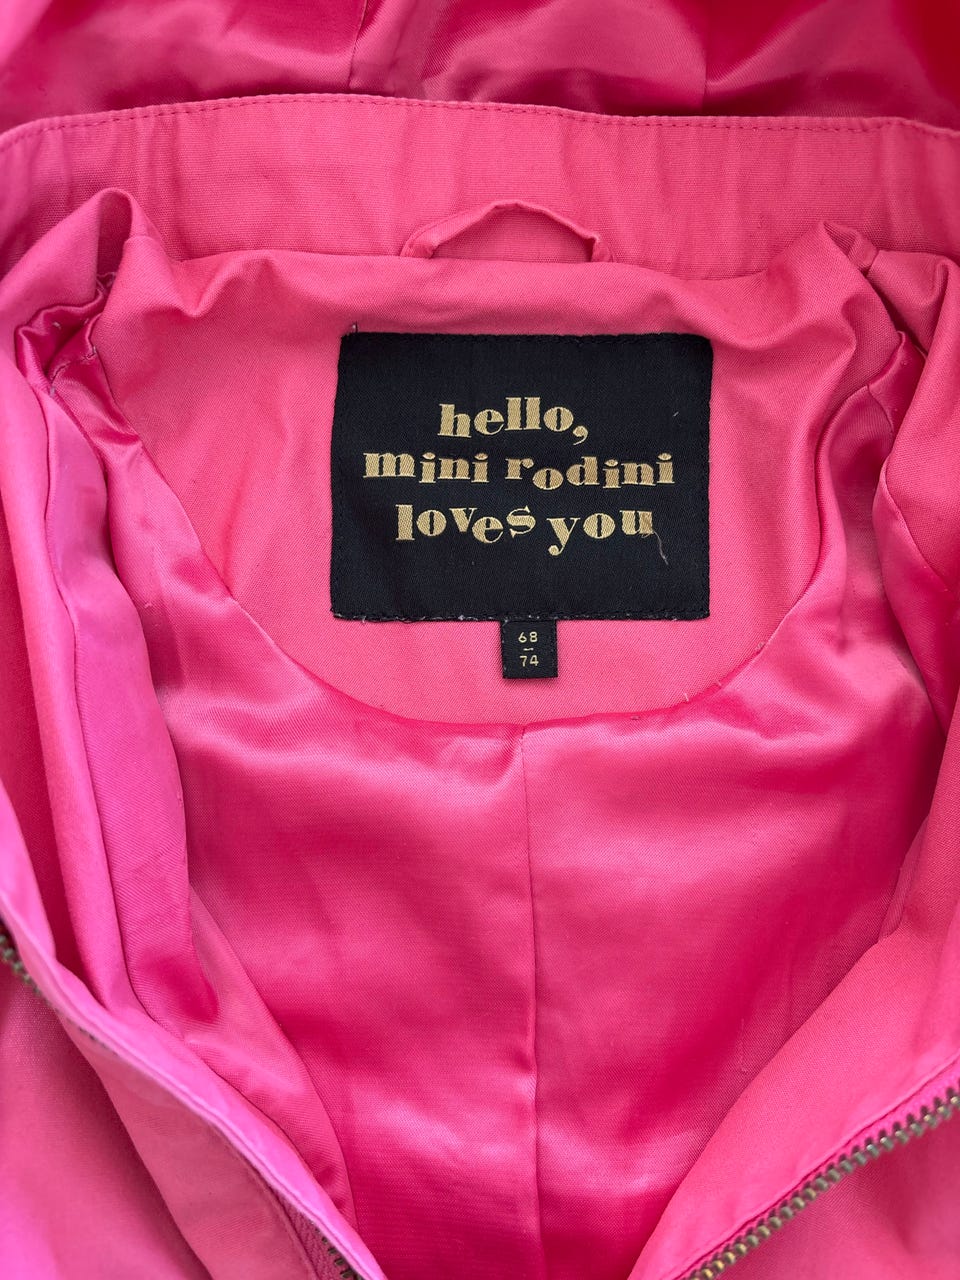 hello,
mini rodini
loves you
68
–
74